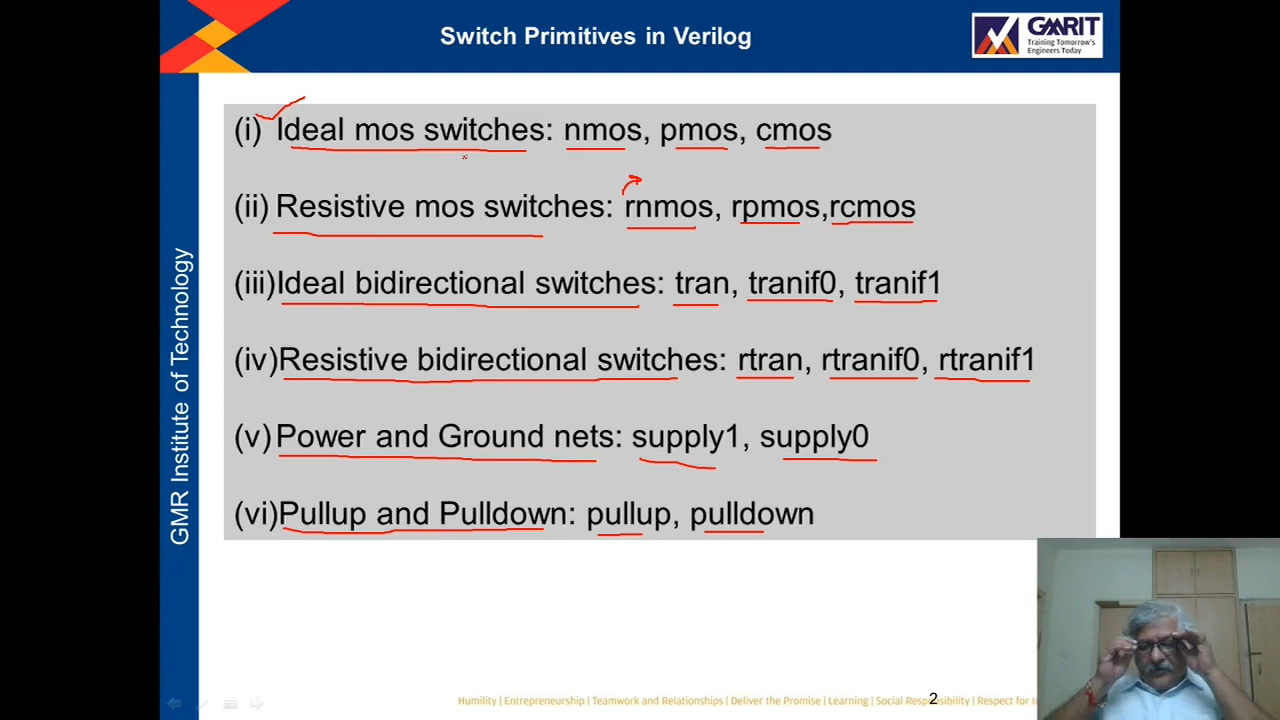 Switch Primitives in Verilog
GMRIT
Training Tomorrow's
Engineers Today
(i) Ideal mos switches: nmos, pmos, cmos
(ii) Resistive mos switches: rnmos, rpmos,rcmos
(iii)Ideal bidirectional switches: tran, tranif0, tranif1
(iv)Resistive bidirectional switches: rtran, rtranif0, rtranif1
(v) Power and Ground nets: supply1, supply0
(vi)Pullup and Pulldown: pullup, pulldown
GMR Institute of Technology
Humility | Entrepreneurship | Teamwork and Relationships | Deliver the Promise | Learning | Social Responsibility | Respect for
2